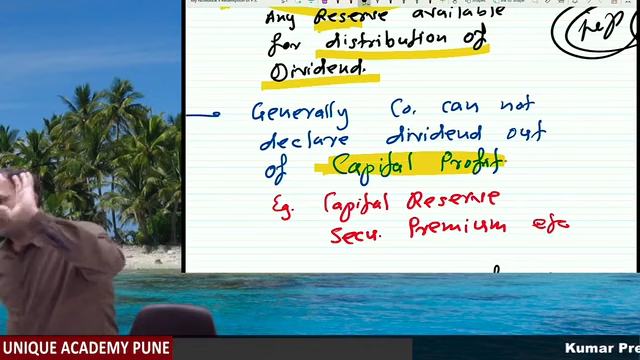 Any Reserve available
for distribution of
Dividend.
Generally Co. can not
declare dividend out
of Capital Profit
Eg. Capital Reserve
Secu. Premium etc
UNIQUE ACADEMY PUNE
Kumar Pre